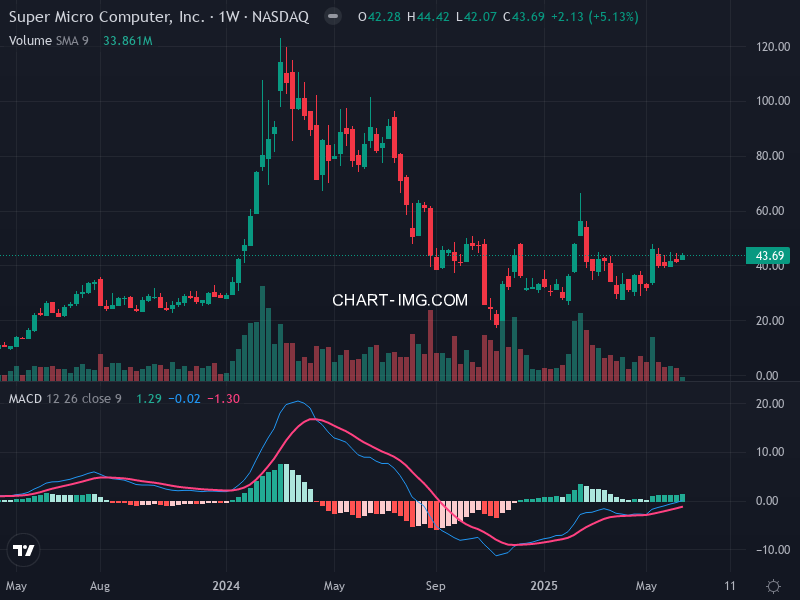 Super Micro Computer, Inc. · 1W · NASDAQ O42.28 H44.42 L42.07 C43.69 +2.13 (+5.13%)
Volume SMA 9 33.861M
120.00
100.00
80.00
60.00
43.69
40.00
CHART-IMG.COM
20.00
0.00
MACD 12 26 close 9 1.29 −0.02 −1.30
20.00
10.00
0.00
−10.00
May Aug 2024 May Sep 2025 May 11